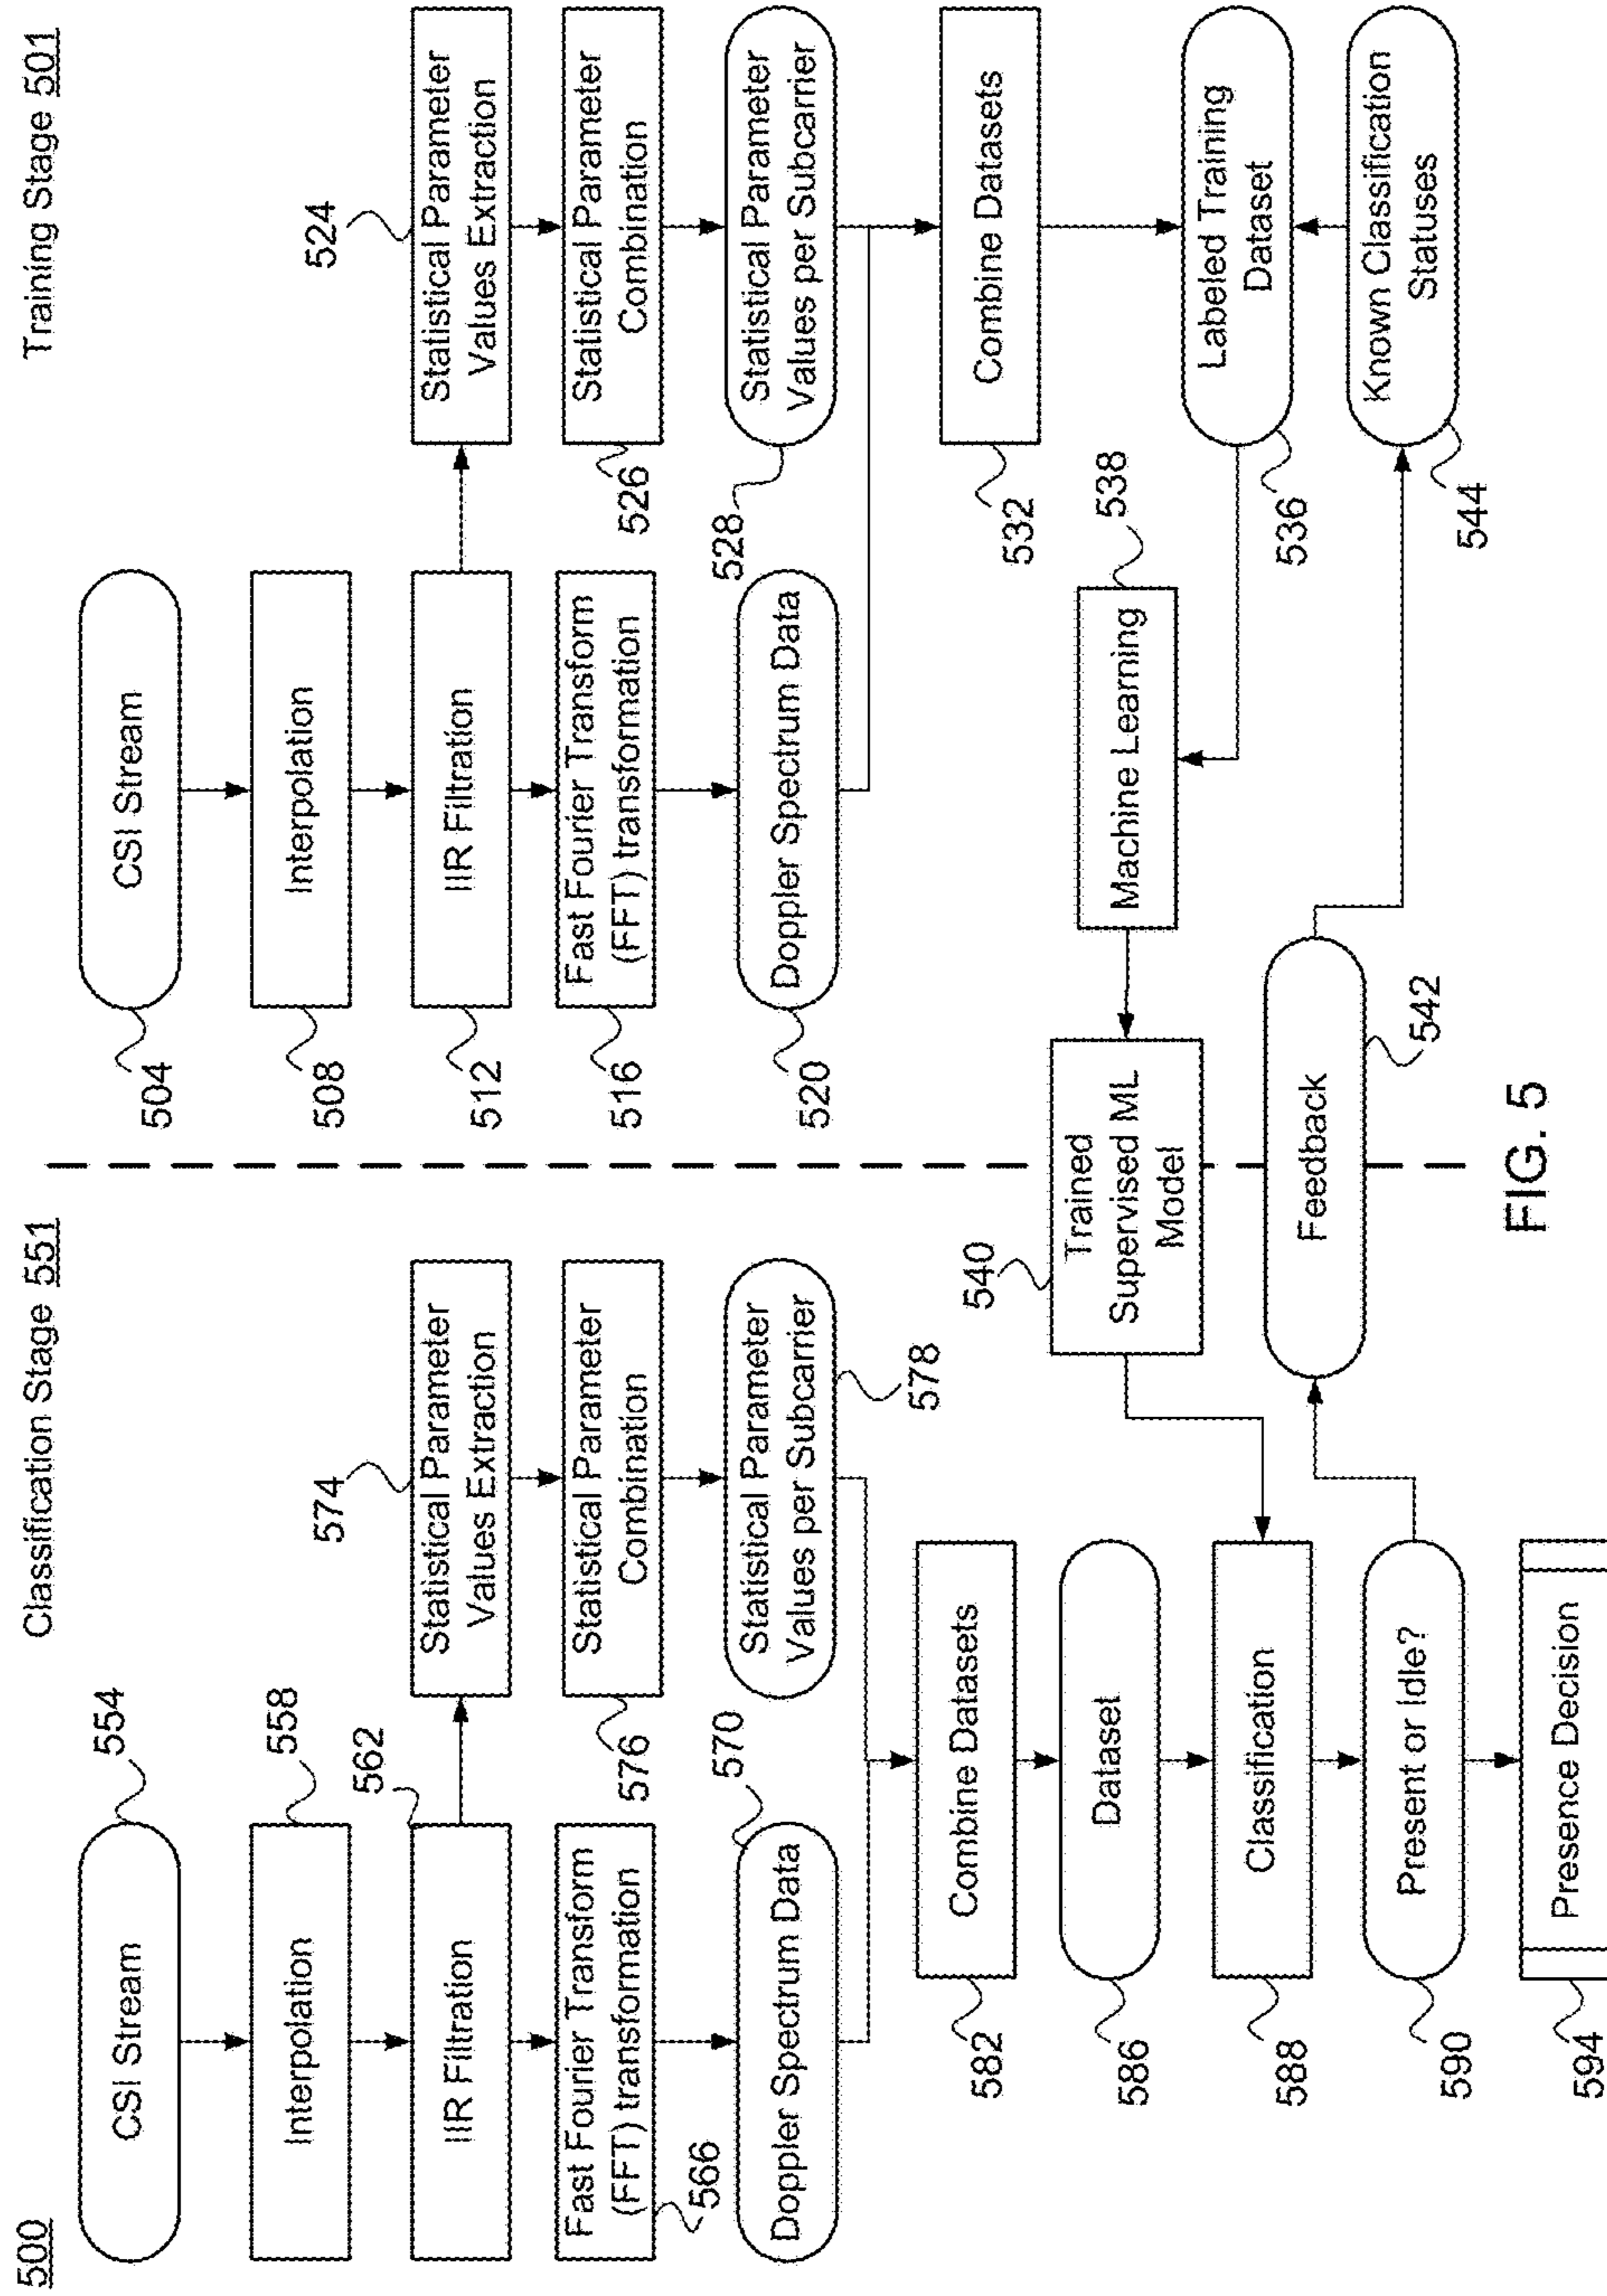 500
Classification Stage 551
Training Stage 501
CSI Stream
554
Interpolation
558
IIR Filtration
562
Fast Fourier Transform
(FFT) transformation
566
Doppler Spectrum Data
570
574
Statistical Parameter
Values Extraction
Statistical Parameter
Combination
576
Statistical Parameter
Values per Subcarrier
578
Combine Datasets
582
Dataset
586
Classification
588
Present or Idle?
590
Presence Decision
594
CSI Stream
504
Interpolation
508
IIR Filtration
512
Fast Fourier Transform
(FFT) transformation
516
Doppler Spectrum Data
520
524
Statistical Parameter
Values Extraction
Statistical Parameter
Combination
526
Statistical Parameter
Values per Subcarrier
528
Combine Datasets
532
Labeled Training
Dataset
536
Machine Learning
538
540
Trained
Supervised ML
Model
Feedback
542
Known Classification
Statuses
544
FIG. 5